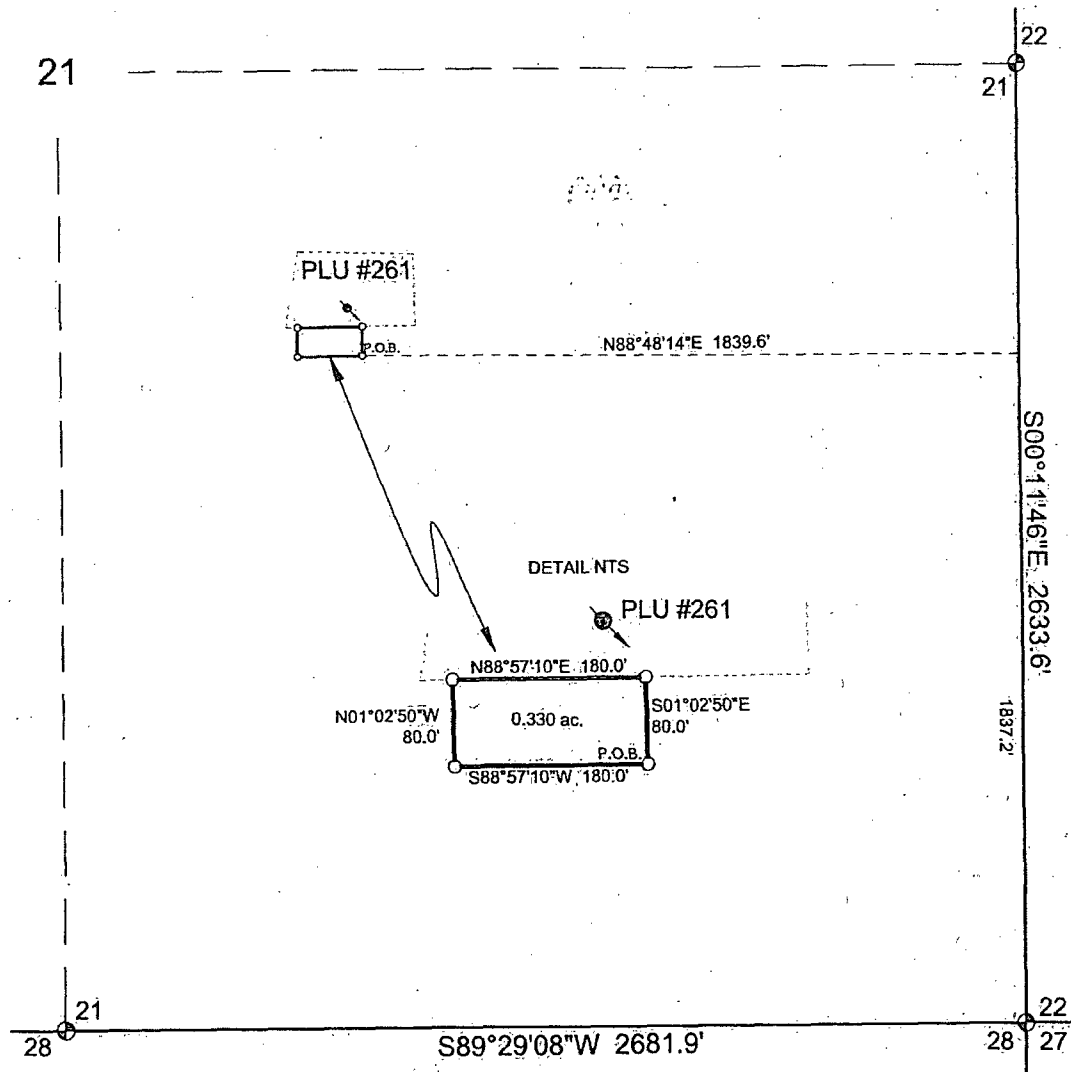 22
21
21
PLU #261
P.O.B.
N88°48'14"E 1839.6'
S00°11'46"E 2633.6'
DETAIL NTS
PLU #261
N88°57'10"E 180.0'
N01°02'50"W
80.0'
0.330 ac.
S01°02'50"E
80.0'
P.O.B.
S88°57'10"W 180.0'
1837.2'
21
22
28
S89°29'08"W 2681.9'
28
27